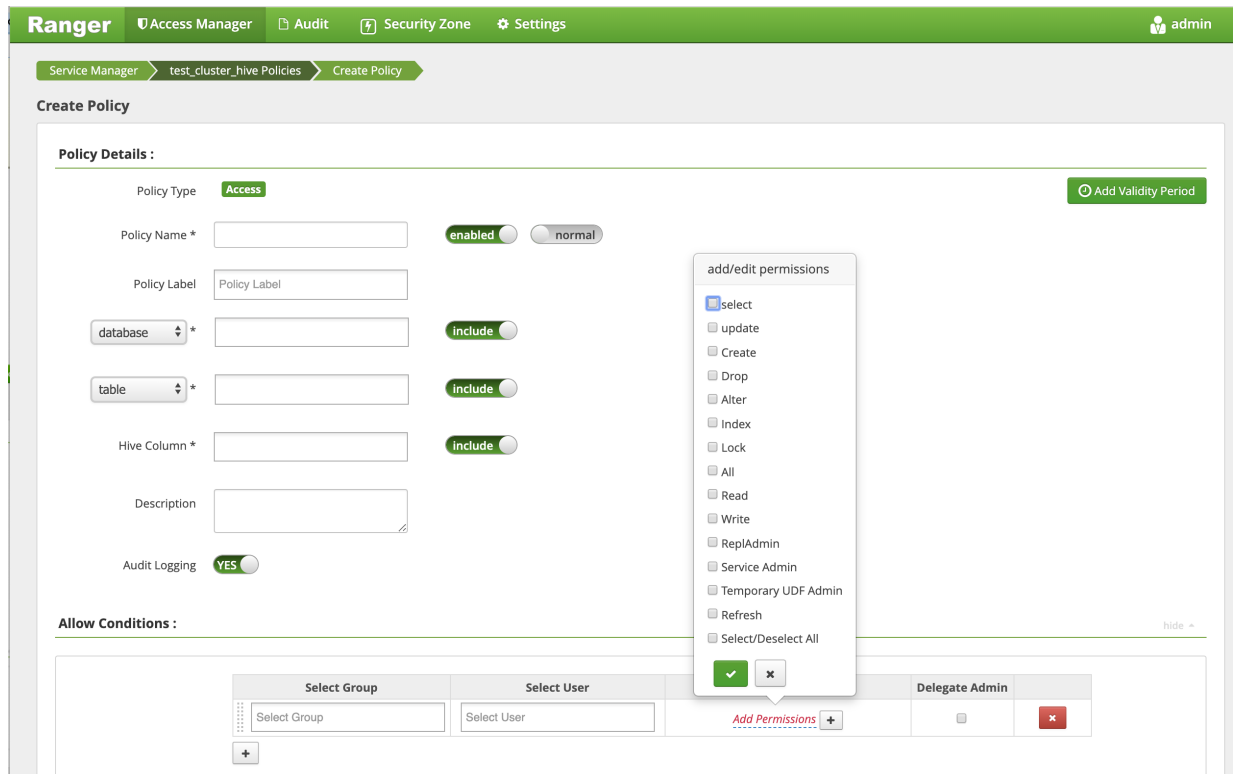 Ranger Access Manager Audit Security Zone Settings admin
Service Manager test_cluster_hive Policies Create Policy
Create Policy
Policy Details :
Policy Type Access Add Validity Period
Policy Name * enabled normal
Policy Label Policy Label
database * include
table * include
Hive Column * include
Description
Audit Logging YES
add/edit permissions
select
update
Create
Drop
Alter
Index
Lock
All
Read
Write
ReplAdmin
Service Admin
Temporary UDF Admin
Refresh
Select/Deselect All
Allow Conditions :
hide
Select Group Select User Delegate Admin
Select Group Select User Add Permissions